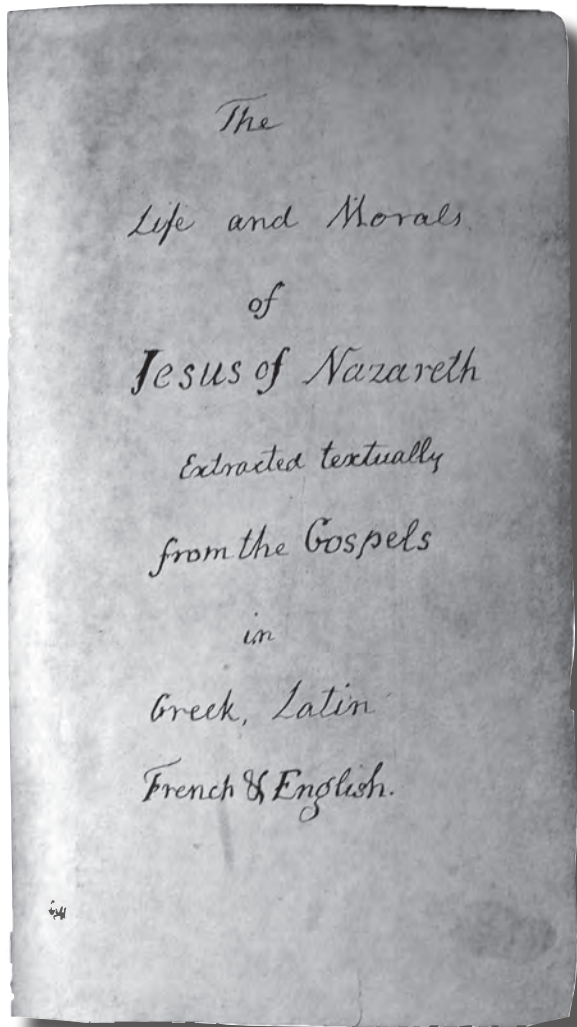 The
Life and Morals
of
Jesus of Nazareth
Extracted textually
from the Gospels
in
Greek, Latin
French & English.